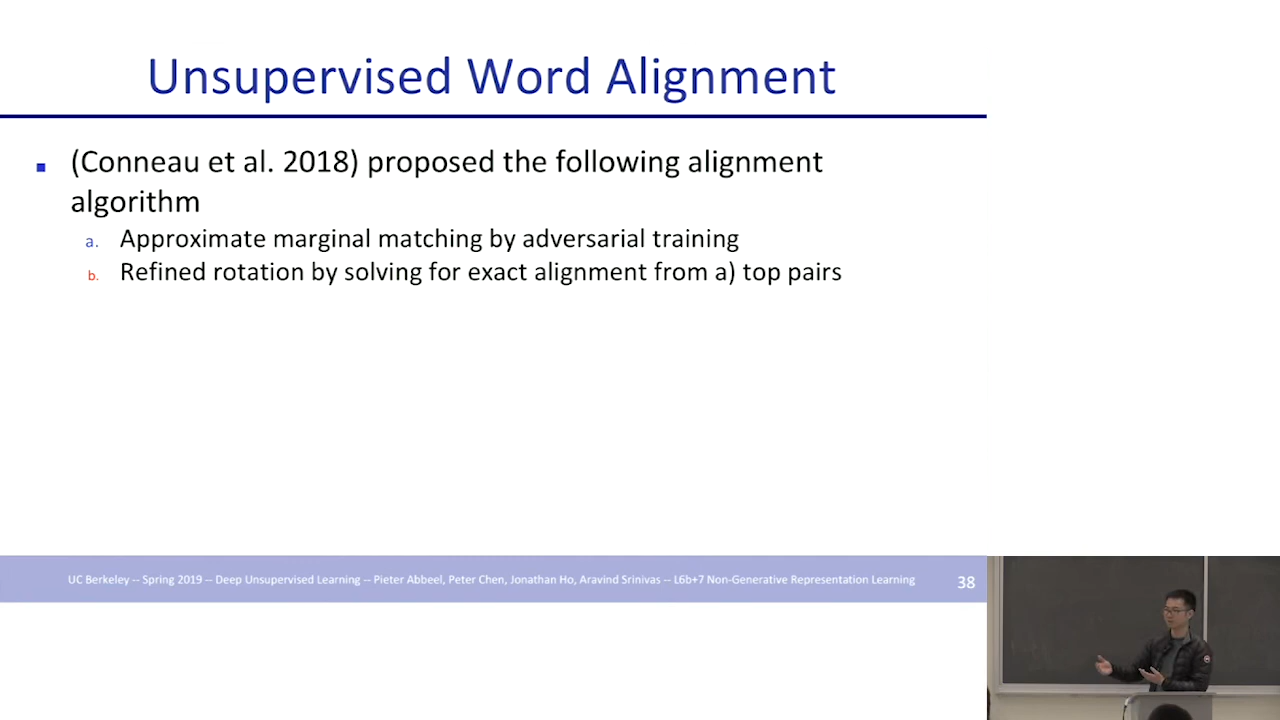 Unsupervised Word Alignment
(Conneau et al. 2018) proposed the following alignment
algorithm
a. Approximate marginal matching by adversarial training
b. Refined rotation by solving for exact alignment from a) top pairs
UC Berkeley -- Spring 2019 -- Deep Unsupervised Learning -- Pieter Abbeel, Peter Chen, Jonathan Ho, Aravind Srinivas -- L6b+7 Non-Generative Representation Learning
38